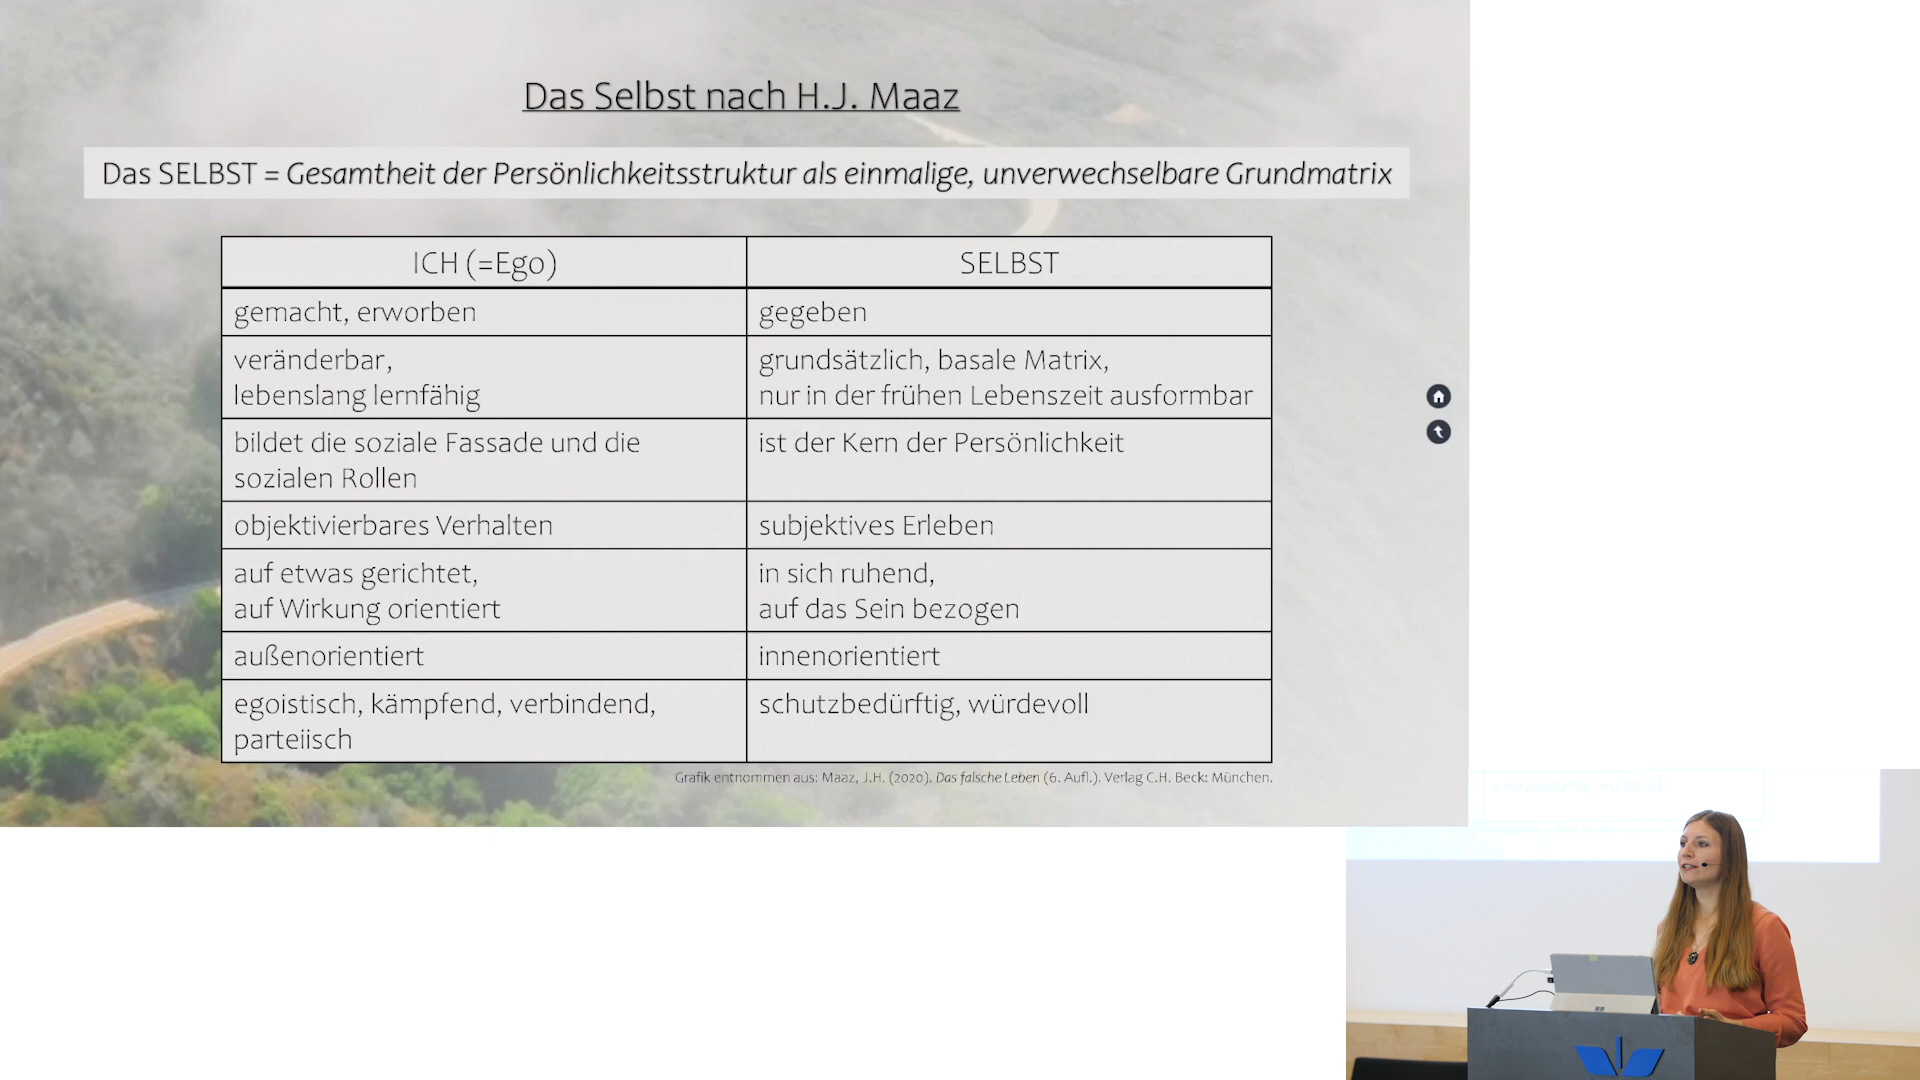 Das Selbst nach H.J. Maaz
Das SELBST = Gesamtheit der Persönlichkeitsstruktur als einmalige, unverwechselbare Grundmatrix
ICH (=Ego)
SELBST
gemacht, erworben
gegeben
veränderbar,
lebenslang lernfähig
grundsätzlich, basale Matrix,
nur in der frühen Lebenszeit ausformbar
bildet die soziale Fassade und die
sozialen Rollen
ist der Kern der Persönlichkeit
objektivierbares Verhalten
subjektives Erleben
auf etwas gerichtet,
auf Wirkung orientiert
in sich ruhend,
auf das Sein bezogen
außenorientiert
innenorientiert
egoistisch, kämpfend, verbindend,
parteiisch
schutzbedürftig, würdevoll
Grafik entnommen aus: Maaz, J.H. (2020). Das falsche Leben (6. Aufl.). Verlag C.H. Beck: München.
schutzbedürftig, würdevoll